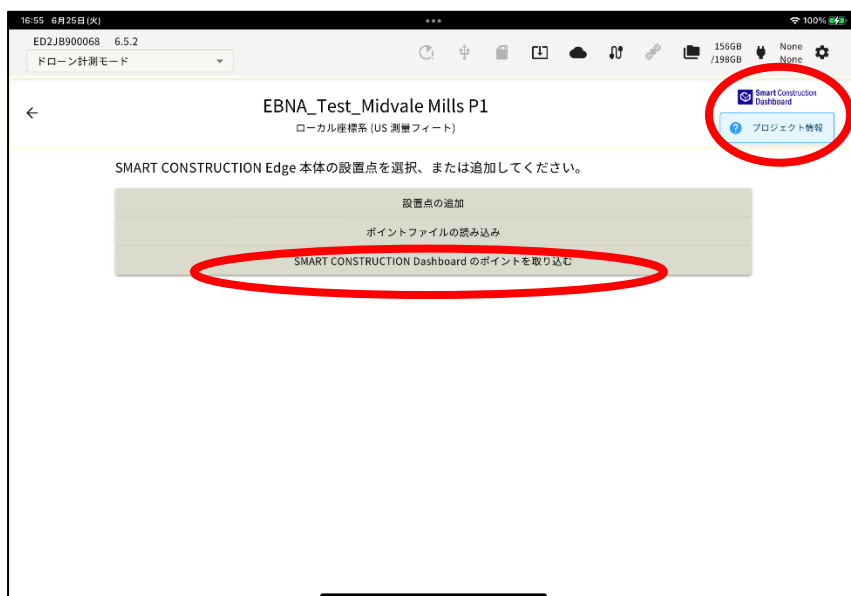 16:55 6月25日(火)
100%
ED2JB900068 6.5.2
ドローン計測モード
156GB
/198GB
None
None
EBNA_Test_Midvale Mills P1
ローカル座標系 (US 測量フィート)
Smart Construction
Dashboard
? プロジェクト情報
SMART CONSTRUCTION Edge 本体の設置点を選択、または追加してください。
設置点の追加
ポイントファイルの読み込み
SMART CONSTRUCTION Dashboard のポイントを取り込む